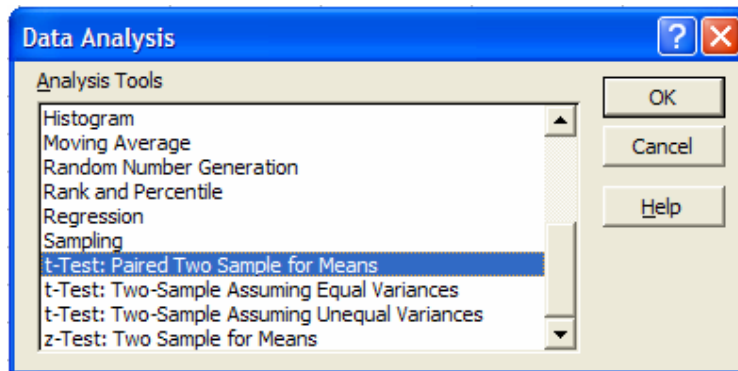 Data Analysis
Analysis Tools
Histogram
Moving Average
Random Number Generation
Rank and Percentile
Regression
Sampling
t-Test: Paired Two Sample for Means
t-Test: Two-Sample Assuming Equal Variances
t-Test: Two-Sample Assuming Unequal Variances
z-Test: Two Sample for Means
OK
Cancel
Help